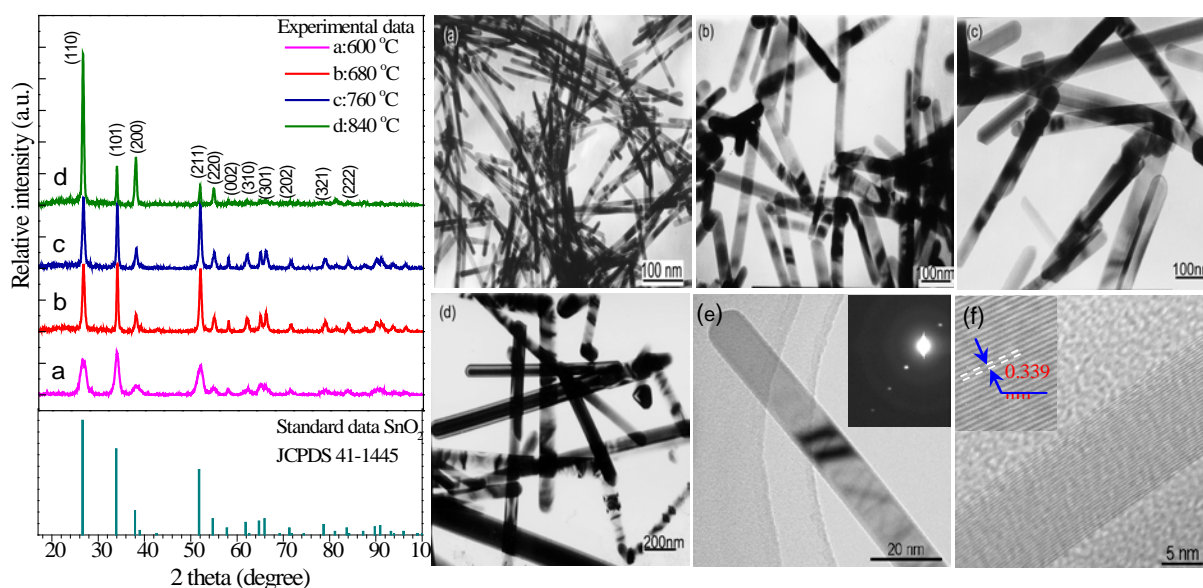 Relative intensity (a.u.)
Experimental data
a:600 °C
b:680 °C
c:760 °C
d:840 °C
(110)
(101)
(200)
(211)
(220)
(002)
(310)
(301)
(202)
(321)
(222)
d
c
b
a
Standard data SnO2
JCPDS 41-1445
20 30 40 50 60 70 80 90 10
2 theta (degree)
(a)
100 nm
(b)
100nm
(c)
100n
(d)
200nm
(e)
20 nm
(f)
0.339
nm
5 nm